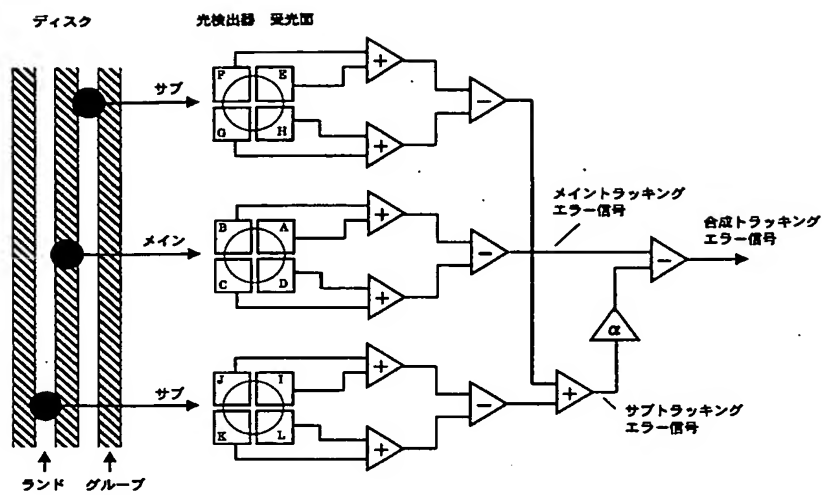 ディスク
光検出器 受光面
サブ
F
E
G
H
+
+
−
メイン
B
A
C
D
+
+
−
メイントラッキング
エラー信号
合成トラッキング
エラー信号
−
α
サブ
J
I
K
L
+
+
−
+
サブトラッキング
エラー信号
ランド
グルーブ